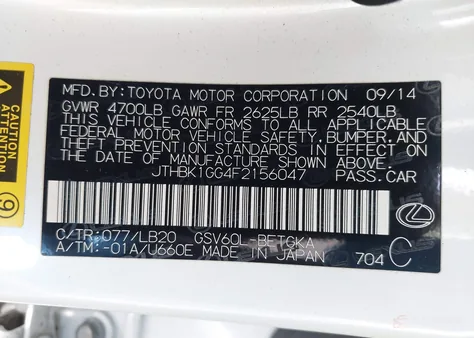 CAUTION
ATTENTION
9
MFD.BY:TOYOTA MOTOR CORPORATION 09/14
GVWR 4700LB GAWR FR 2625LB RR 2540LB
THIS VEHICLE CONFORMS TO ALL APPLICABLE
FEDERAL MOTOR VEHICLE SAFETY,BUMPER,AND
THEFT PREVENTION STANDARDS IN EFFECT ON
THE DATE OF MANUFACTURE SHOWN ABOVE.
JTHBK1GG4F2156047 PASS.CAR
C/TR:077/LB20 GSV60L-BETGKA
A/TM:-01A/U660E MADE IN JAPAN 704 C